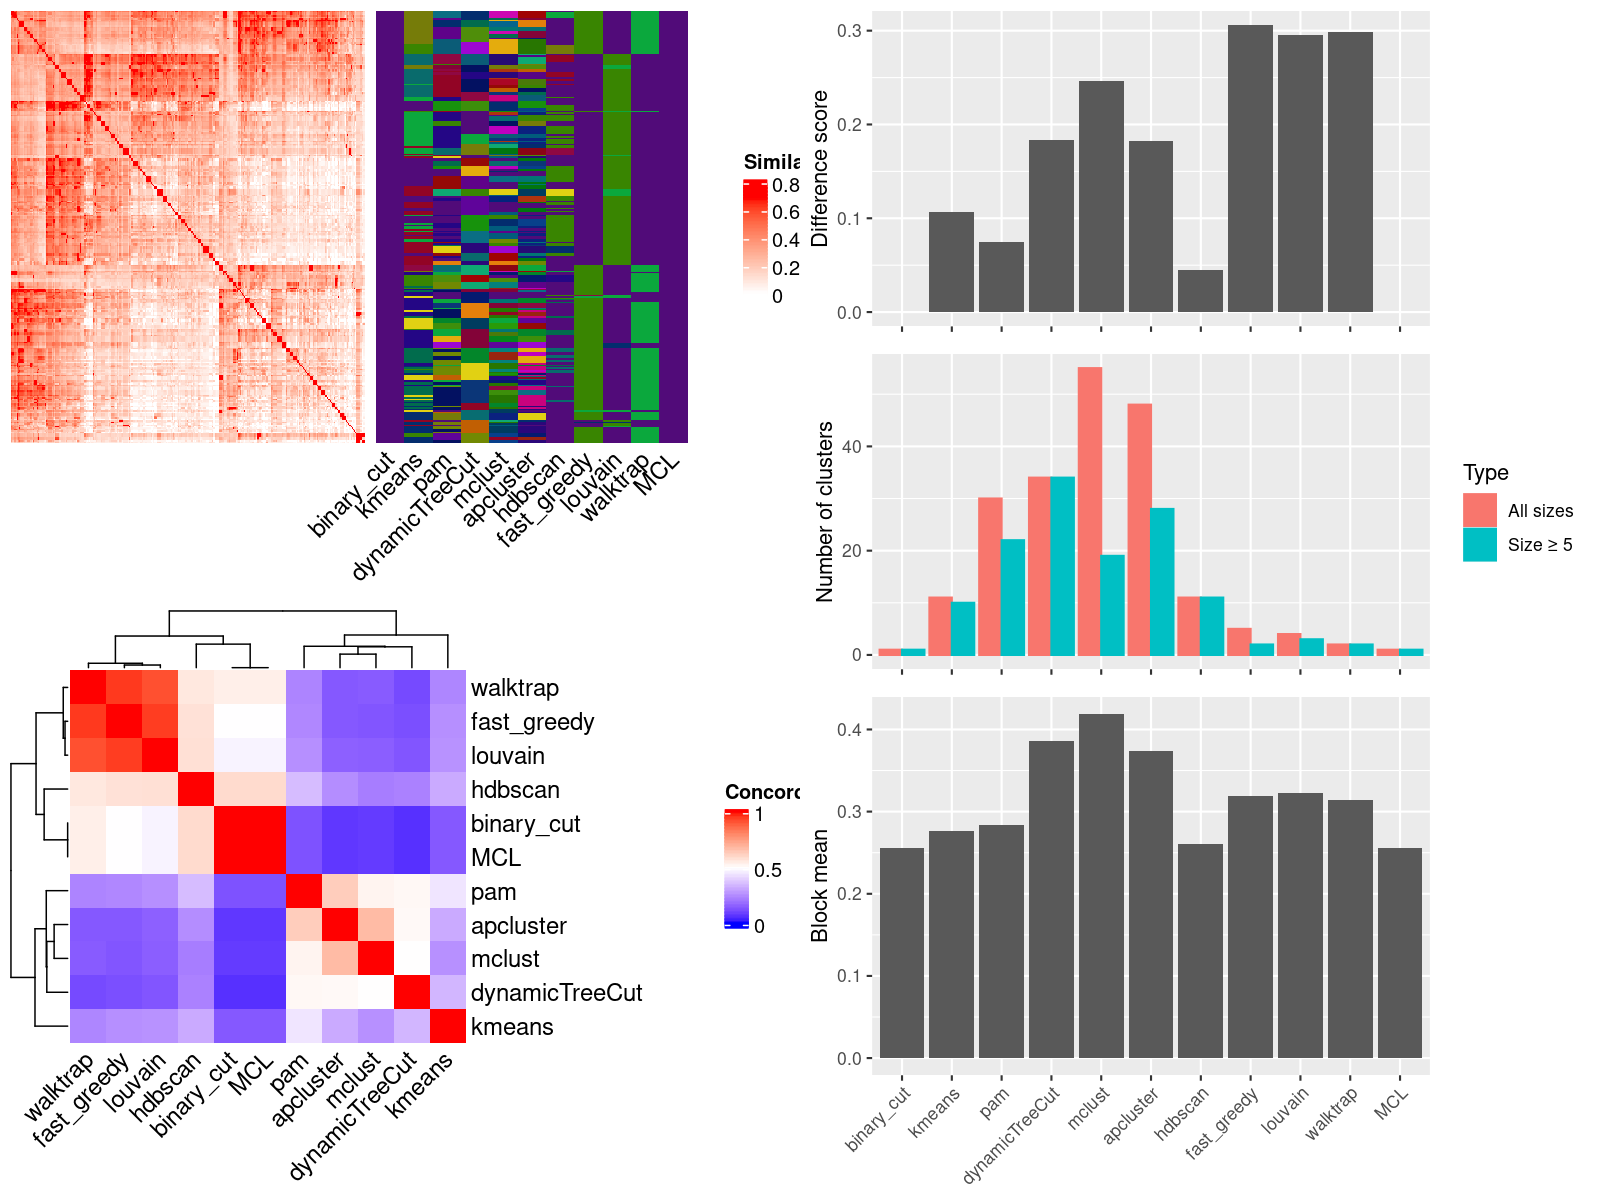 binary_cut
kmeans
pam
dynamicTreeCut
mclust
apcluster
hdbscan
fast_greedy
louvain
walktrap
MCL
Simila
0.8
0.6
0.4
0.2
0
walktrap
fast_greedy
louvain
hdbscan
binary_cut
MCL
pam
apcluster
mclust
dynamicTreeCut
kmeans
walktrap
fast_greedy
louvain
hdbscan
binary_cut
MCL
pam
apcluster
mclust
dynamicTreeCut
kmeans
Concord
1
0.5
0
Difference score
0.3
0.2
0.1
0.0
Number of clusters
40
20
0
Type
All sizes
Size ≥ 5
Block mean
0.4
0.3
0.2
0.1
0.0
binary_cut
kmeans
pam
dynamicTreeCut
mclust
apcluster
hdbscan
fast_greedy
louvain
walktrap
MCL